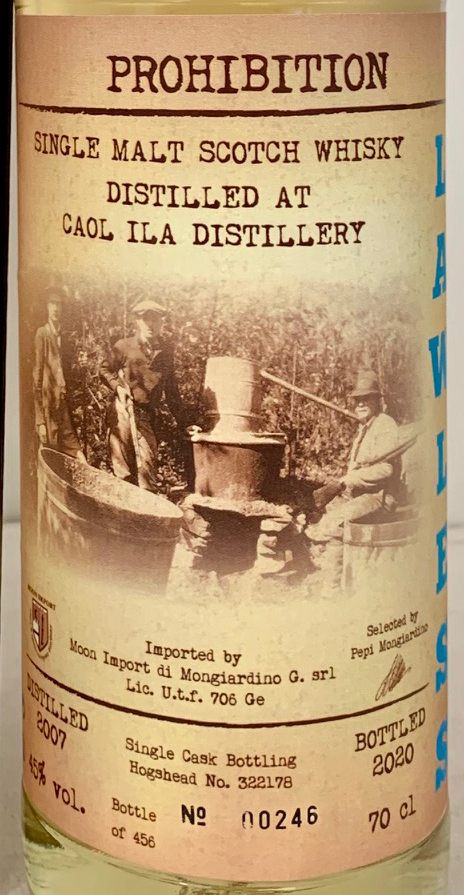 PROHIBITION
SINGLE MALT SCOTCH WHISKY
DISTILLED AT
CAOL ILA DISTILLERY
LAWLESS
MOON IMPORT
Imported by
Moon Import di Mongiardino G. srl
Lic. U.t.f. 706 Ge
Selected by
Pepi Mongiardino
DISTILLED
2007
45% vol.
Single Cask Bottling
Hogshead No. 322178
Bottle
of 456
Nº 00246
BOTTLED
2020
70 cl